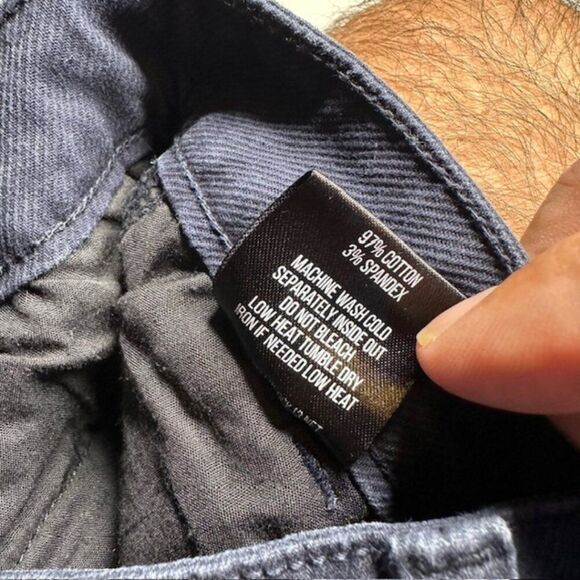 97% COTTON
3% SPANDEX
MACHINE WASH COLD
SEPARATELY INSIDE OUT
DO NOT BLEACH
LOW HEAT TUMBLE DRY
IRON IF NEEDED LOW HEAT